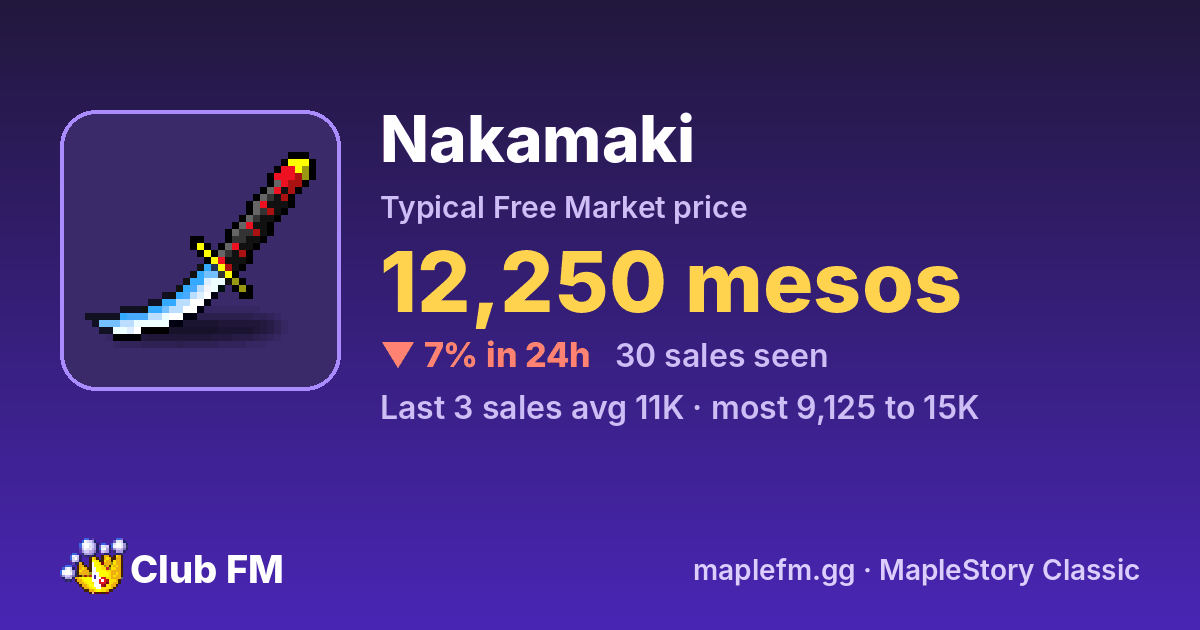 Nakamaki
Typical Free Market price
12,250 mesos
▼ 7% in 24h 30 sales seen
Last 3 sales avg 11K · most 9,125 to 15K
Club FM
maplefm.gg · MapleStory Classic